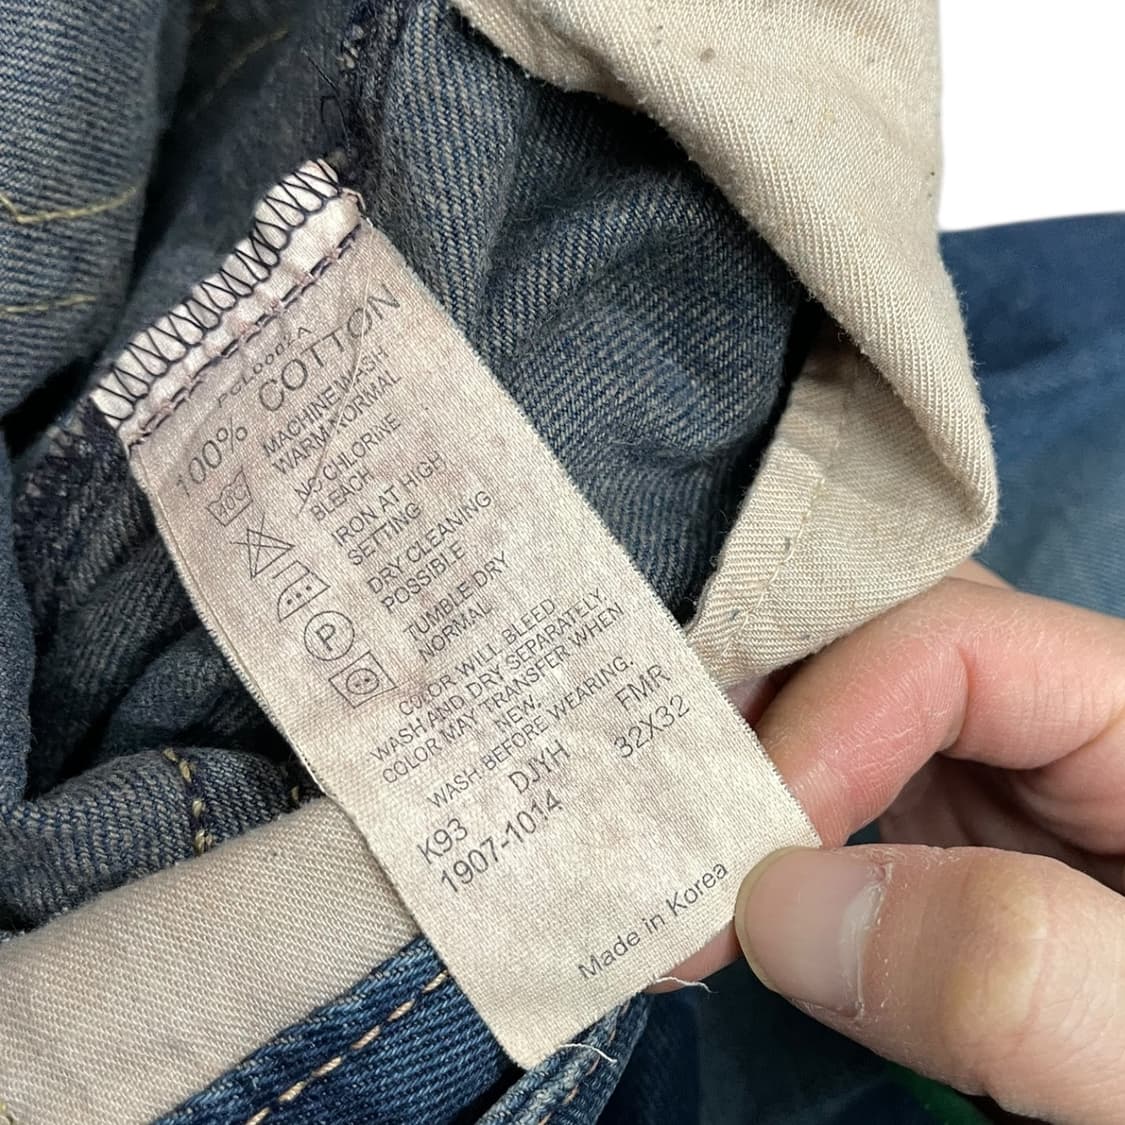 PCL0002A
100% COTTON
MACHINE WASH
WARM NORMAL
40C
NO CHLORINE
BLEACH
IRON AT HIGH
SETTING
DRY CLEANING
POSSIBLE
P
TUMBLE DRY
NORMAL
COLOR WILL BLEED
WASH AND DRY SEPARATELY
COLOR MAY TRANSFER WHEN
NEW.
WASH BEFORE WEARING.
DJYH FMR
K93 32X32
1907-1014
Made in Korea